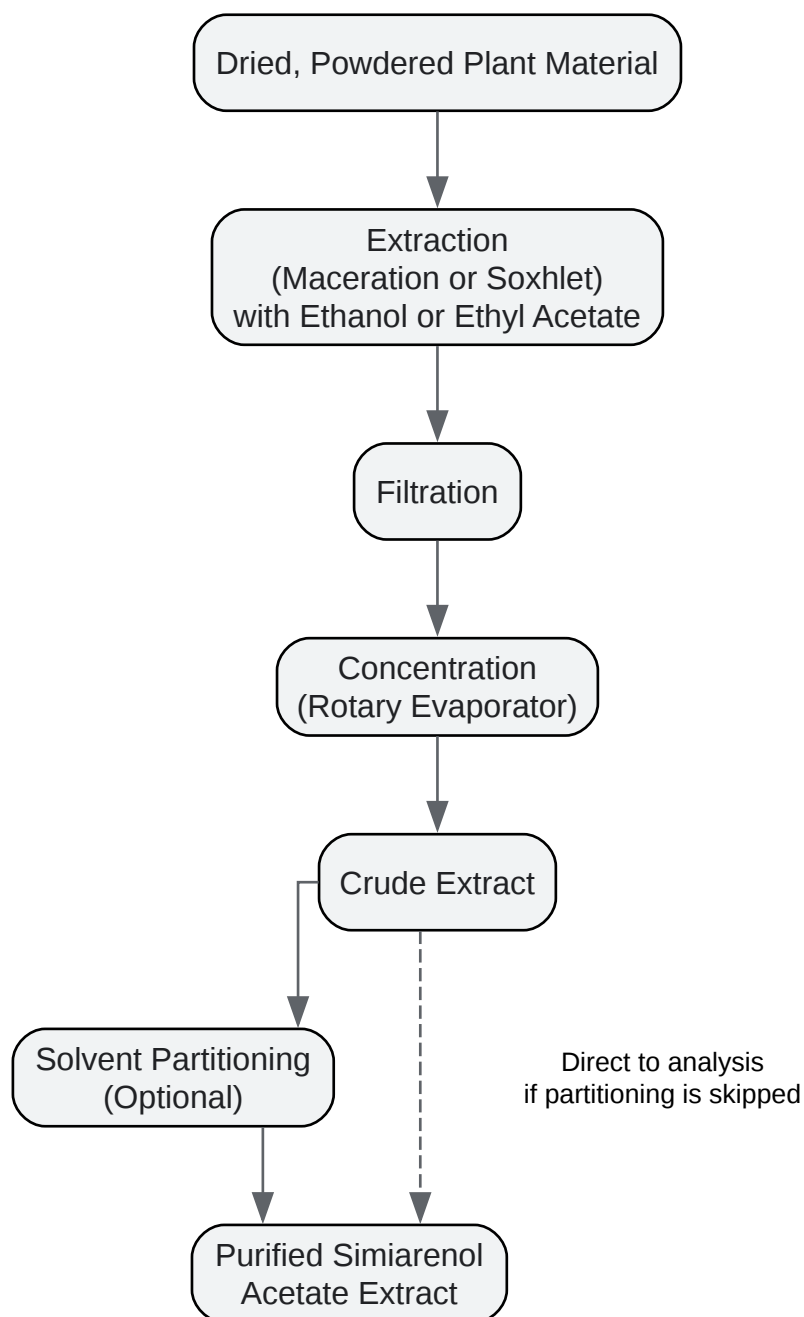 Dried, Powdered Plant Material
Extraction
(Maceration or Soxhlet)
with Ethanol or Ethyl Acetate
Filtration
Concentration
(Rotary Evaporator)
Crude Extract
Solvent Partitioning
(Optional)
Direct to analysis
if partitioning is skipped
Purified Simiarenol
Acetate Extract